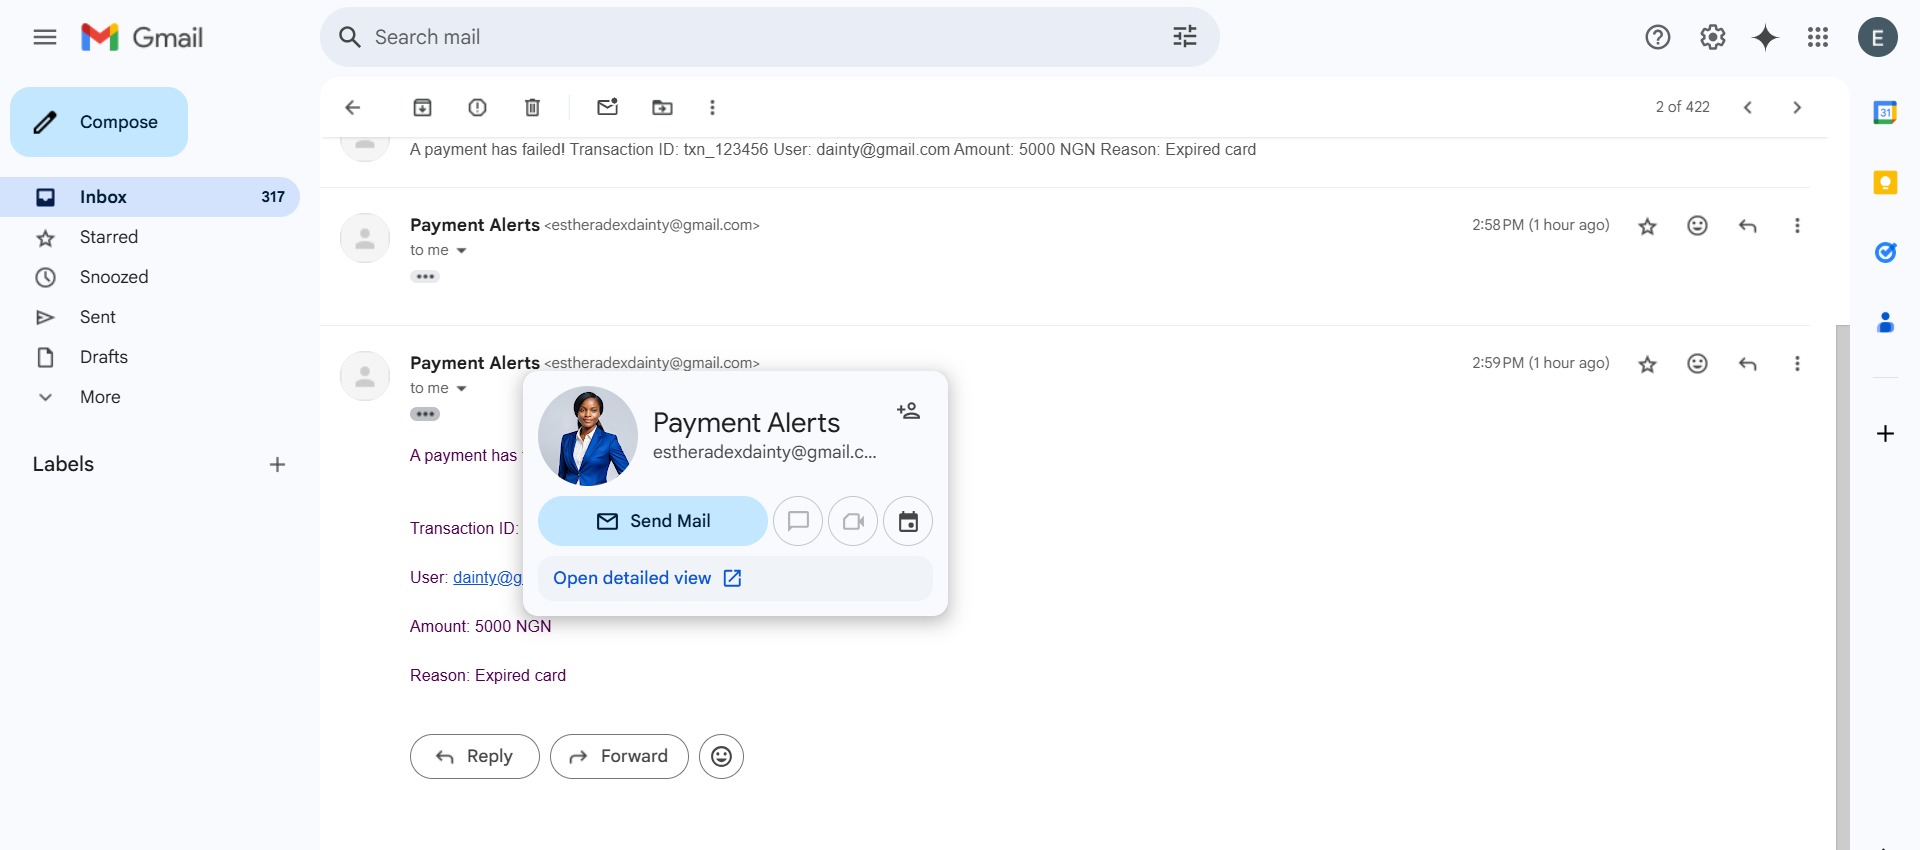 Gmail
Search mail
E
Compose
2 of 422
A payment has failed! Transaction ID: txn_123456 User: dainty@gmail.com Amount: 5000 NGN Reason: Expired card
Inbox 317
Starred
Snoozed
Sent
Drafts
More
Labels
Payment Alerts <estheradexdainty@gmail.com> 2:58 PM (1 hour ago)
to me
Payment Alerts <estheradexdainty@gmail.com> 2:59 PM (1 hour ago)
to me
Payment Alerts
estheradexdainty@gmail.c...
Send Mail
Open detailed view
A payment has
Transaction ID:
User: dainty@g
Amount: 5000 NGN
Reason: Expired card
Reply
Forward
31